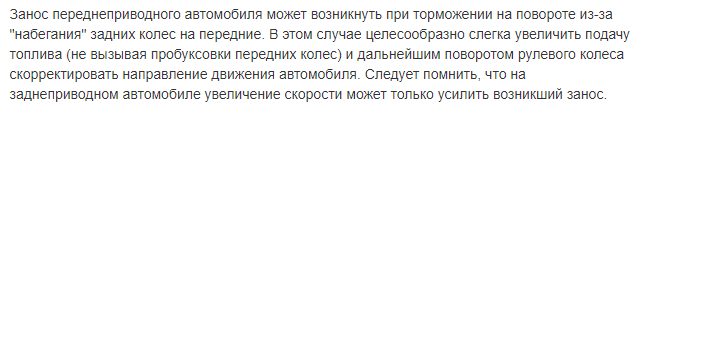 Занос переднеприводного автомобиля может возникнуть при торможении на повороте из-за
"набегания" задних колес на передние. В этом случае целесообразно слегка увеличить подачу
топлива (не вызывая пробуксовки передних колес) и дальнейшим поворотом рулевого колеса
скорректировать направление движения автомобиля. Следует помнить, что на
заднеприводном автомобиле увеличение скорости может только усилить возникший занос.